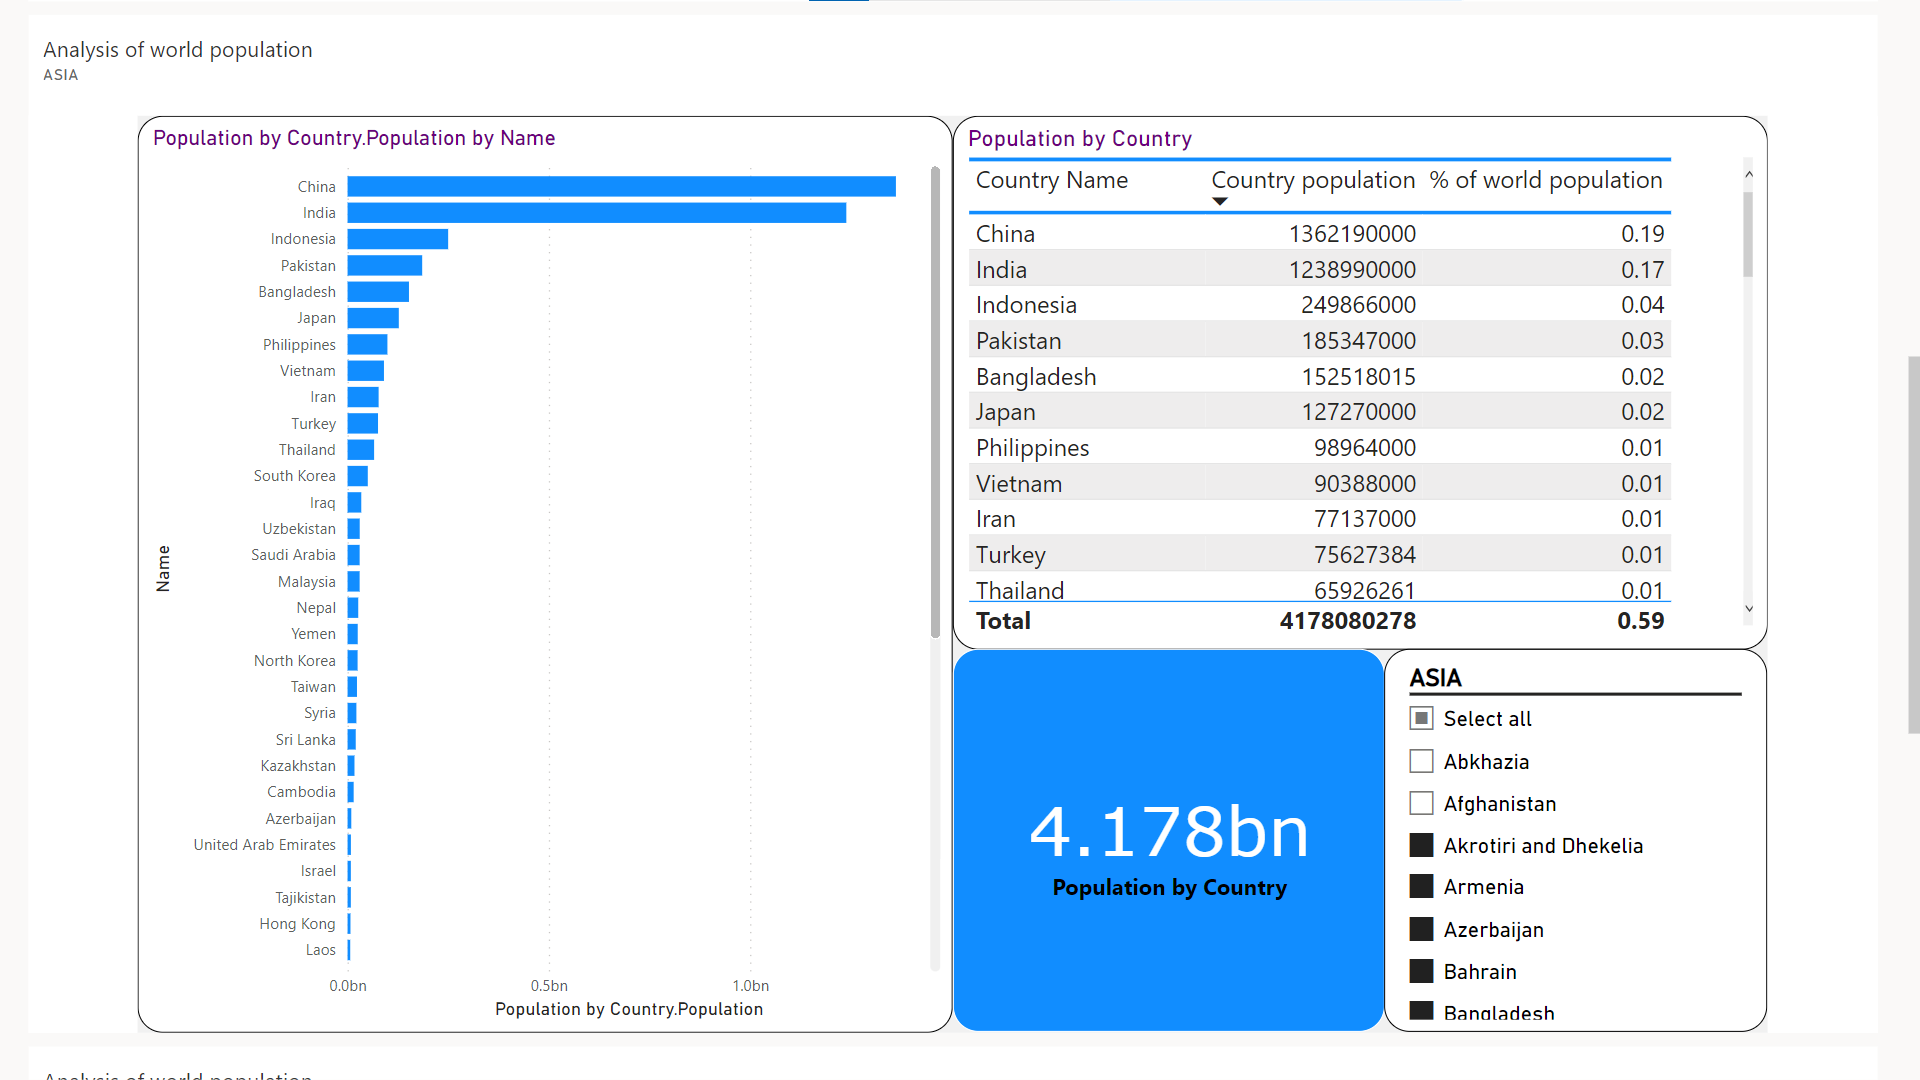 Analysis of world population
ASIA
Population by Country.Population by Name
China
India
Indonesia
Pakistan
Bangladesh
Japan
Philippines
Vietnam
Iran
Turkey
Thailand
South Korea
Iraq
Uzbekistan
Saudi Arabia
Malaysia
Nepal
Yemen
North Korea
Taiwan
Syria
Sri Lanka
Kazakhstan
Cambodia
Azerbaijan
United Arab Emirates
Israel
Tajikistan
Hong Kong
Laos
Name
0.0bn 0.5bn 1.0bn
Population by Country.Population
Population by Country
Country Name Country population % of world population
China 1362190000 0.19
India 1238990000 0.17
Indonesia 249866000 0.04
Pakistan 185347000 0.03
Bangladesh 152518015 0.02
Japan 127270000 0.02
Philippines 98964000 0.01
Vietnam 90388000 0.01
Iran 77137000 0.01
Turkey 75627384 0.01
Thailand 65926261 0.01
Total 4178080278 0.59
4.178bn
Population by Country
ASIA
Select all
Abkhazia
Afghanistan
Akrotiri and Dhekelia
Armenia
Azerbaijan
Bahrain
Bangladesh
Analysis of world population